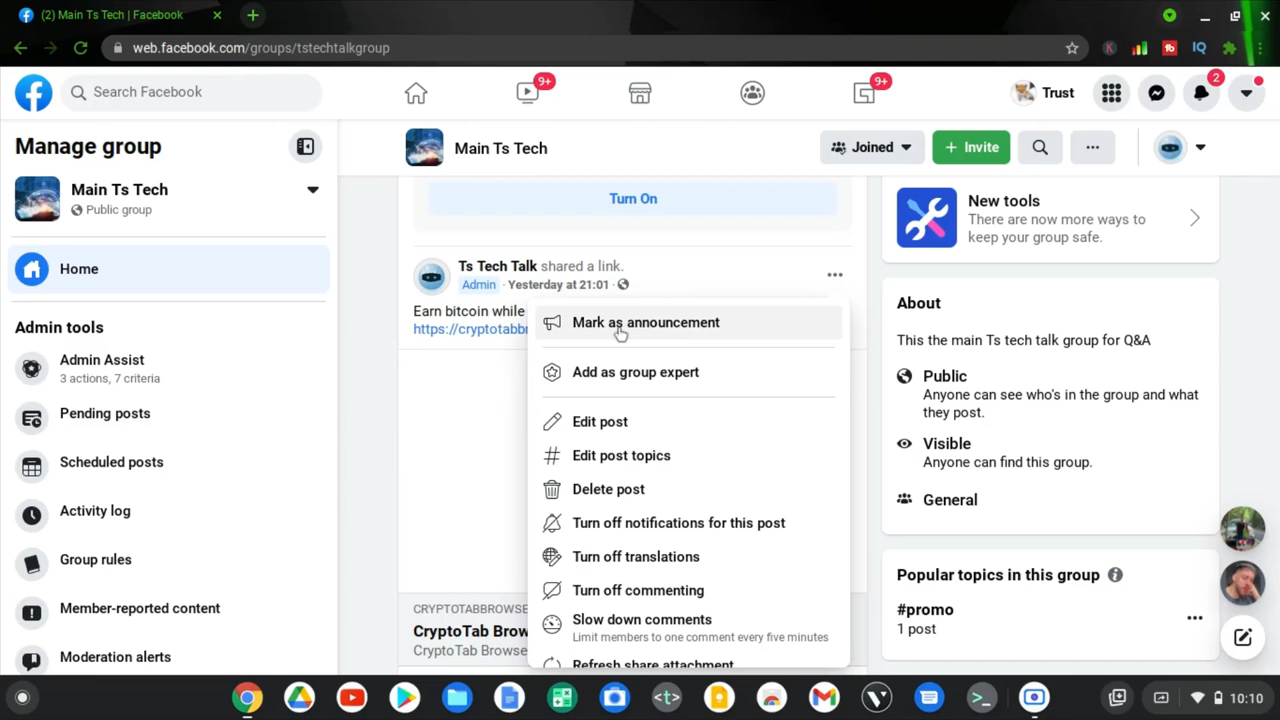 (2) Main Ts Tech | Facebook
web.facebook.com/groups/tstechtalkgroup
Search Facebook
9+
9+
Trust
2
Manage group
Main Ts Tech
Public group
Home
Admin tools
Admin Assist
3 actions, 7 criteria
Pending posts
Scheduled posts
Activity log
Group rules
Member-reported content
Moderation alerts
Main Ts Tech
Joined
+ Invite
Turn On
Ts Tech Talk shared a link.
Admin · Yesterday at 21:01 ·
Earn bitcoin while
https://cryptotabbr
CRYPTOTABBROWSE
CryptoTab Brow
CryptoTab Browse
Mark as announcement
Add as group expert
Edit post
Edit post topics
Delete post
Turn off notifications for this post
Turn off translations
Turn off commenting
Slow down comments
Limit members to one comment every five minutes
Refresh share attachment
New tools
There are now more ways to
keep your group safe.
About
This the main Ts tech talk group for Q&A
Public
Anyone can see who's in the group and what
they post.
Visible
Anyone can find this group.
General
Popular topics in this group
#promo
1 post
10:10